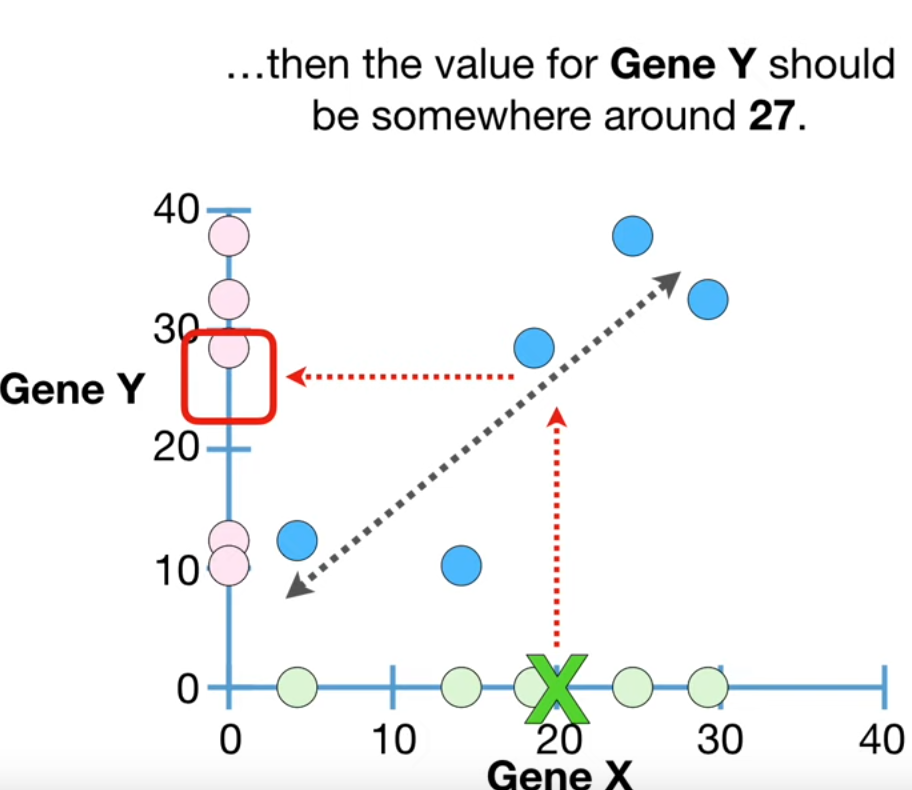 ...then the value for Gene Y should
be somewhere around 27.
40
30
Gene Y
20
10
0
X
0 10 20 30 40
Gene X